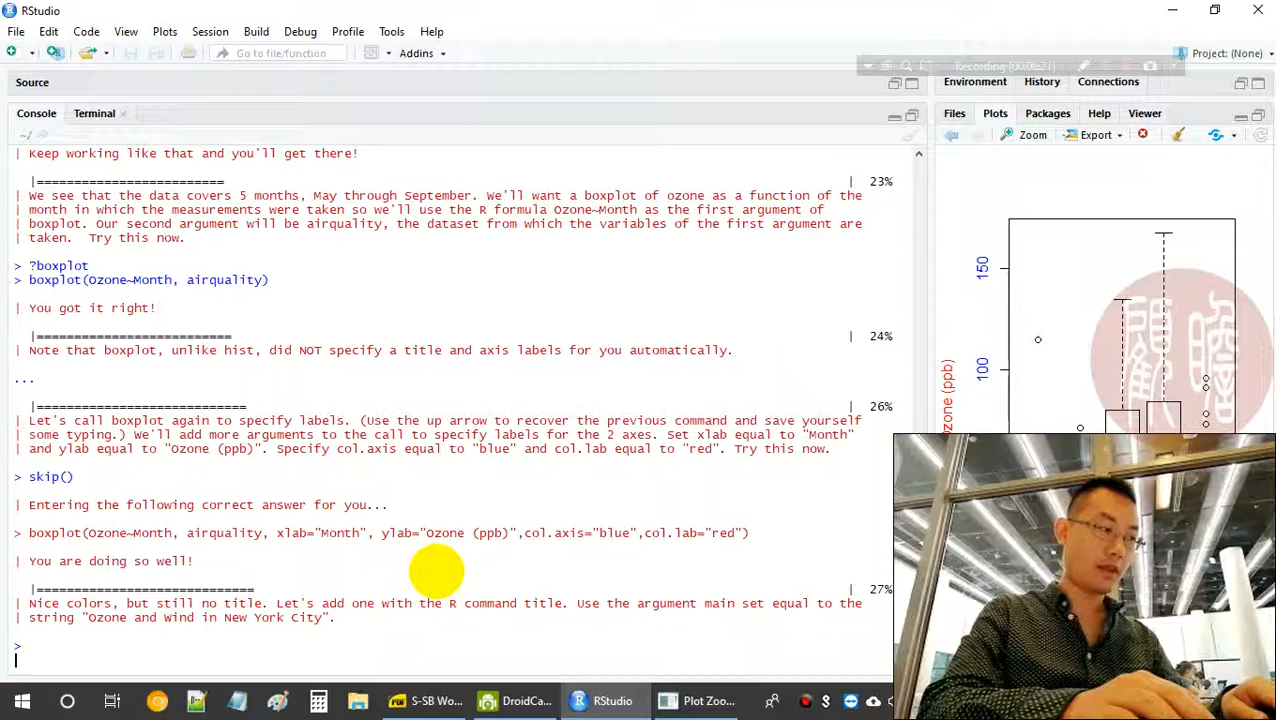 RStudio
File Edit Code View Plots Session Build Debug Profile Tools Help
Go to file/function
Addins
Project: (None)
Source
Recording [00:06:21]
Environment History Connections
Console Terminal
Files Plots Packages Help Viewer
~/
Zoom Export
| Keep working like that and you'll get there!
|======================== | 23%
| We see that the data covers 5 months, May through September. We'll want a boxplot of ozone as a function of the
| month in which the measurements were taken so we'll use the R formula Ozone~Month as the first argument of
| boxplot. Our second argument will be airquality, the dataset from which the variables of the first argument are
| taken.  Try this now.
> ?boxplot
> boxplot(Ozone~Month, airquality)
| You got it right!
|========================= | 24%
| Note that boxplot, unlike hist, did NOT specify a title and axis labels for you automatically.
...
|=========================== | 26%
| Let's call boxplot again to specify labels. (Use the up arrow to recover the previous command and save yourself
| some typing.) We'll add more arguments to the call to specify labels for the 2 axes. Set xlab equal to "Month"
| and ylab equal to "Ozone (ppb)". Specify col.axis equal to "blue" and col.lab equal to "red". Try this now.
> skip()
| Entering the following correct answer for you...
> boxplot(Ozone~Month, airquality, xlab="Month", ylab="Ozone (ppb)",col.axis="blue",col.lab="red")
| You are doing so well!
|============================ | 27%
| Nice colors, but still no title. Let's add one with the R command title. Use the argument main set equal to the
| string "Ozone and Wind in New York City".
>
150
100
Ozone (ppb)
S-SB Wo...
DroidCa...
RStudio
Plot Zoo...